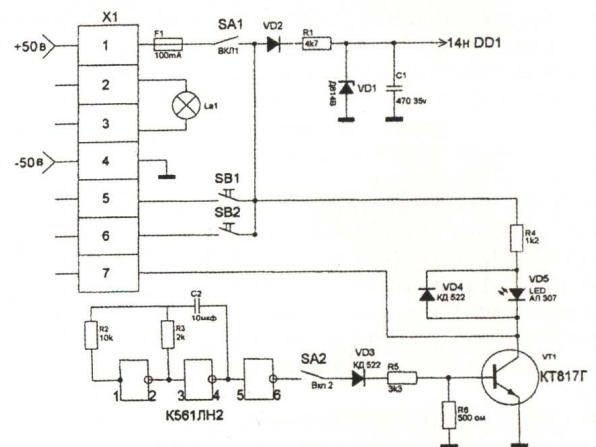 X1
+50в
1
F1
100mA
SA1
ВКЛ1
VD2
R1
4k7
14н DD1
2
3
La1
VD1
Д814В
C1
470 35v
-50в
4
5
SB1
6
SB2
7
R4
1k2
VD4
КД 522
VD5
LED
АЛ 307
C2
10мкф
R2
10k
R3
2k
1
2
3
4
5
6
К561ЛН2
SA2
Вкл 2
VD3
КД 522
R5
3k3
R6
500 ом
VT1
КТ817Г